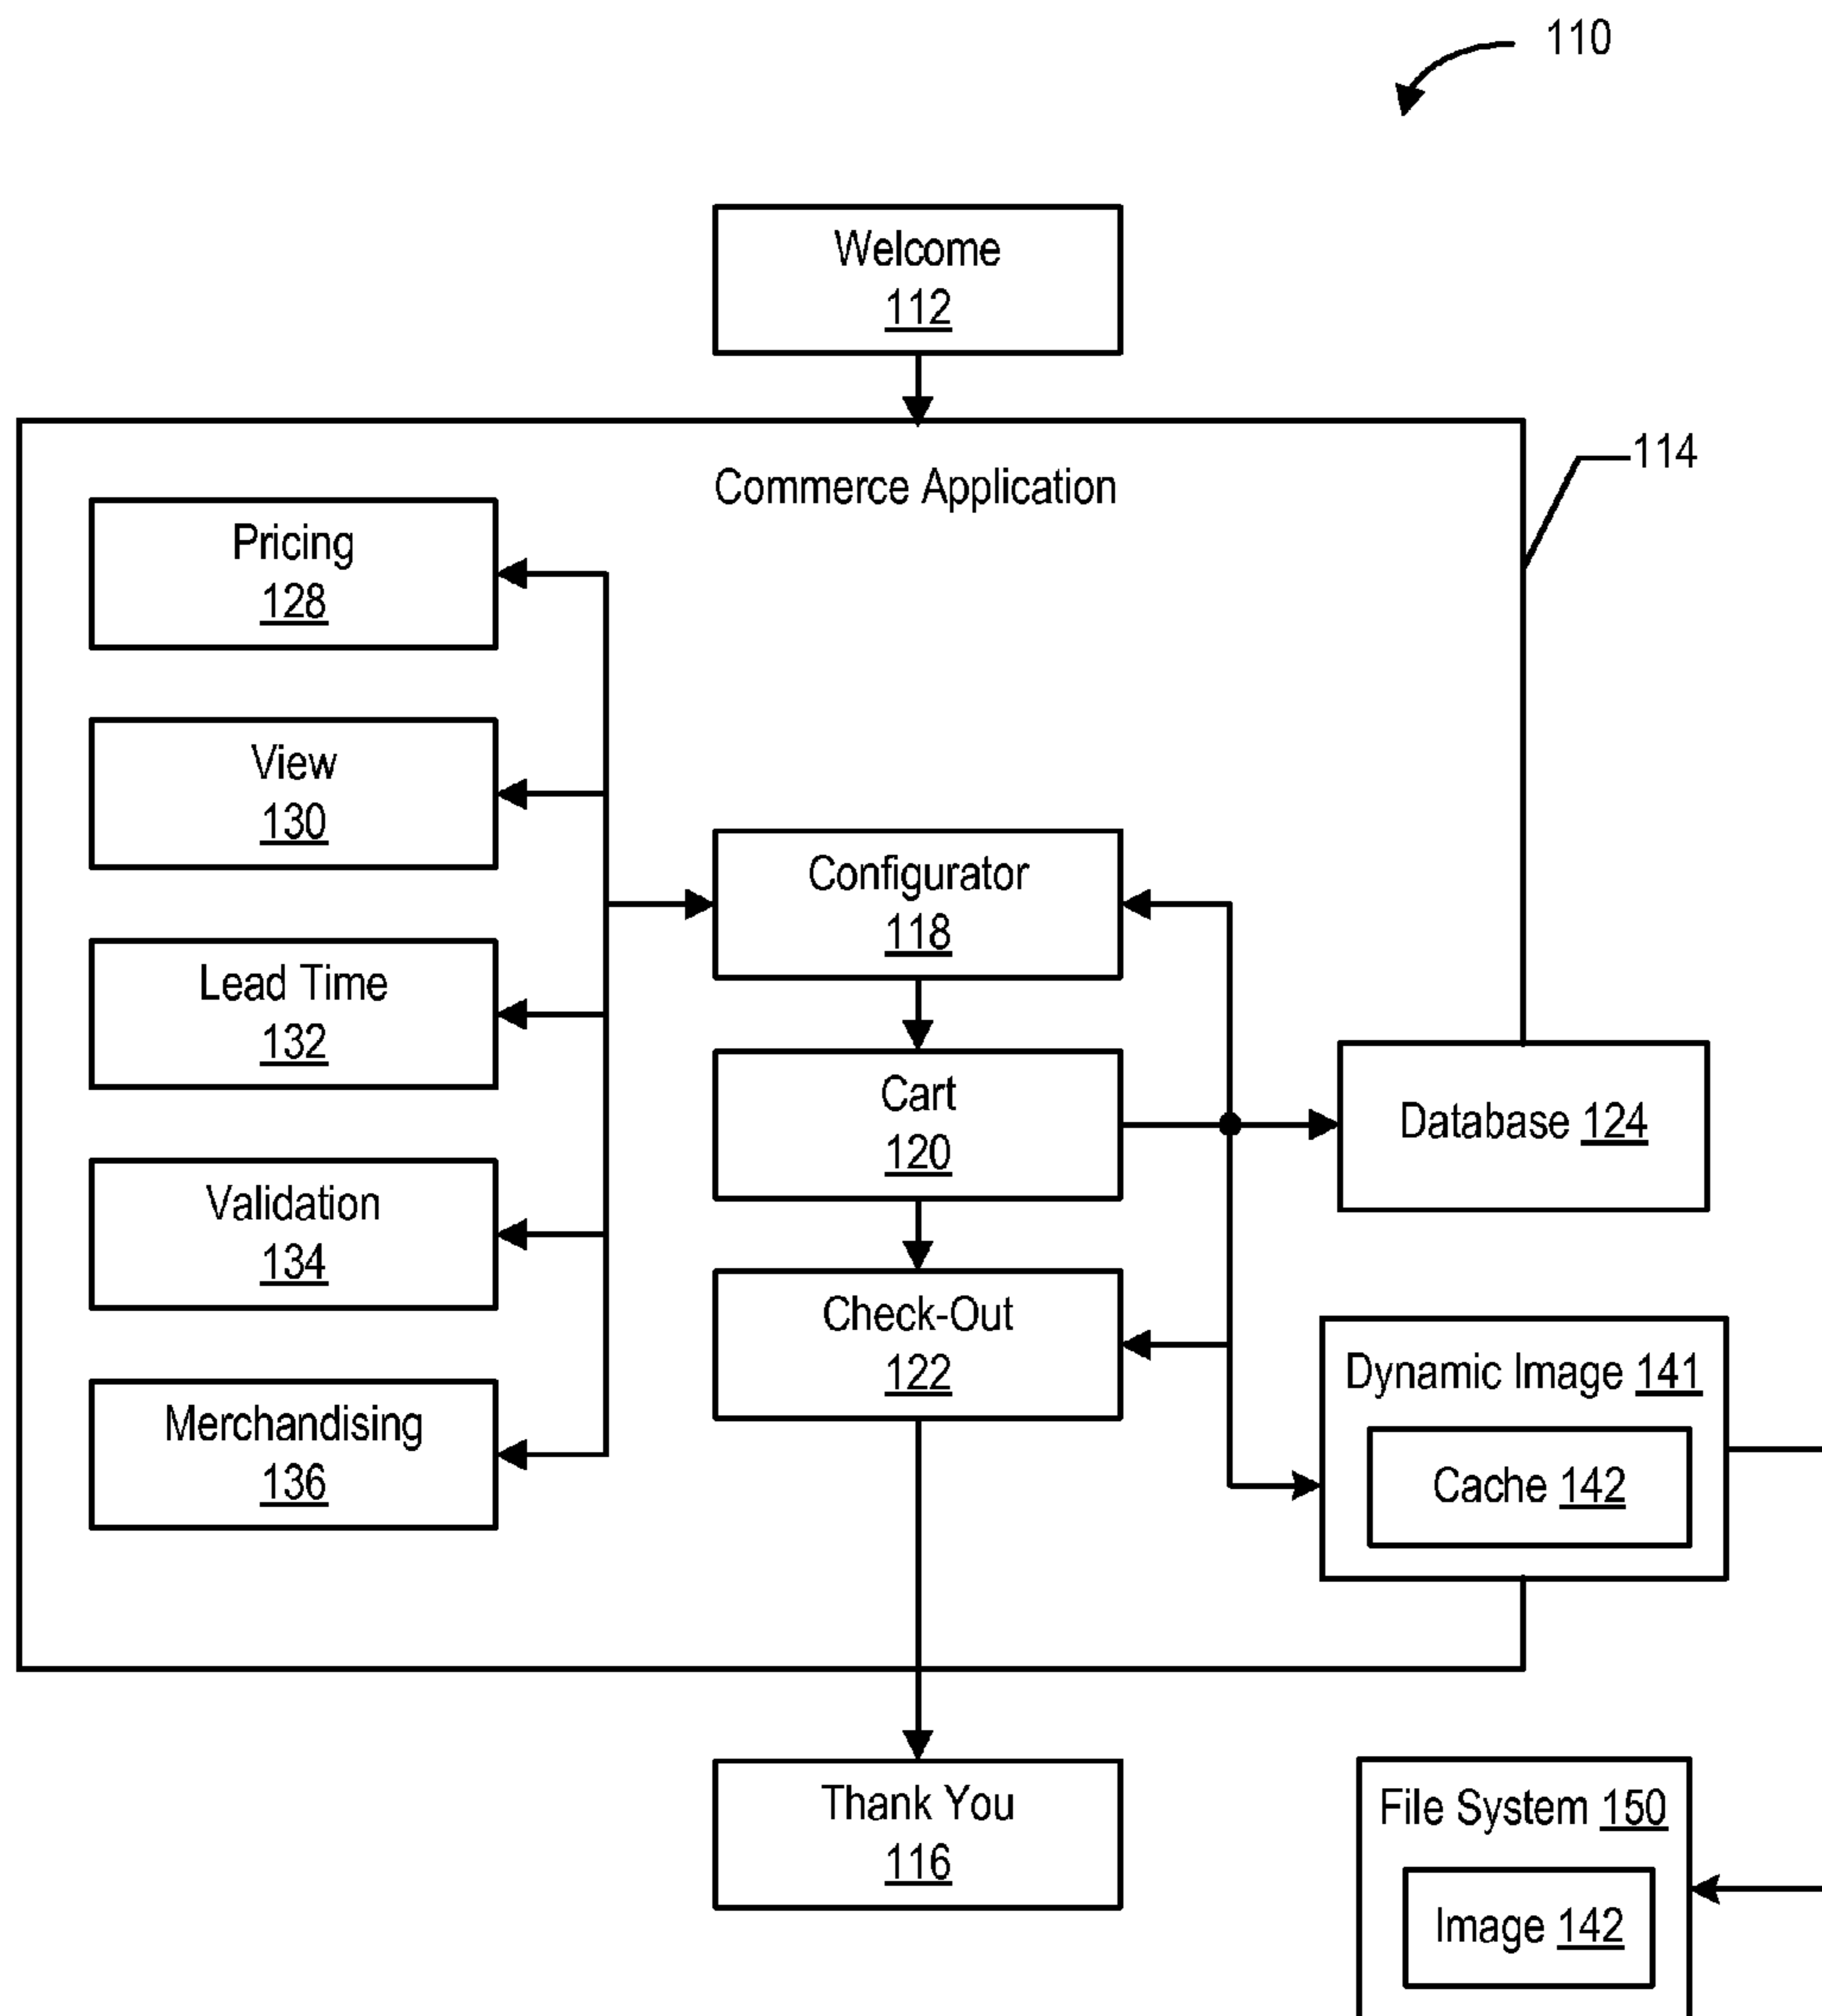 110
Welcome
112
114
Commerce Application
Pricing
128
View
130
Configurator
118
Lead Time
132
Cart
120
Database 124
Validation
134
Check-Out
122
Dynamic Image 141
Cache 142
Merchandising
136
Thank You
116
File System 150
Image 142